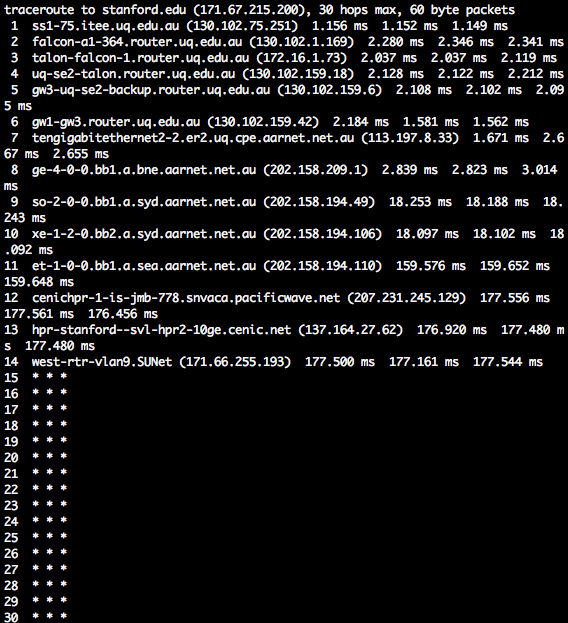 traceroute to stanford.edu (171.67.215.200), 30 hops max, 60 byte packets
 1  ss1-75.itee.uq.edu.au (130.102.75.251)  1.156 ms  1.152 ms  1.149 ms
 2  falcon-a1-364.router.uq.edu.au (130.102.1.169)  2.280 ms  2.346 ms  2.341 ms
 3  talon-falcon-1.router.uq.edu.au (172.16.1.73)  2.037 ms  2.037 ms  2.119 ms
 4  uq-se2-talon.router.uq.edu.au (130.102.159.18)  2.128 ms  2.122 ms  2.212 ms
 5  gw3-uq-se2-backup.router.uq.edu.au (130.102.159.6)  2.108 ms  2.102 ms  2.09
5 ms
 6  gw1-gw3.router.uq.edu.au (130.102.159.42)  2.184 ms  1.581 ms  1.562 ms
 7  tengigabitethernet2-2.er2.uq.cpe.aarnet.net.au (113.197.8.33)  1.671 ms  2.6
67 ms  2.655 ms
 8  ge-4-0-0.bb1.a.bne.aarnet.net.au (202.158.209.1)  2.839 ms  2.823 ms  3.014
ms
 9  so-2-0-0.bb1.a.syd.aarnet.net.au (202.158.194.49)  18.253 ms  18.188 ms  18.
243 ms
10  xe-1-2-0.bb2.a.syd.aarnet.net.au (202.158.194.106)  18.097 ms  18.102 ms  18
.092 ms
11  et-1-0-0.bb1.a.sea.aarnet.net.au (202.158.194.110)  159.576 ms  159.652 ms
159.648 ms
12  cenichpr-1-is-jmb-778.snvaca.pacificwave.net (207.231.245.129)  177.556 ms
177.561 ms  176.456 ms
13  hpr-stanford--svl-hpr2-10ge.cenic.net (137.164.27.62)  176.920 ms  177.480 m
s  177.480 ms
14  west-rtr-vlan9.SUNet (171.66.255.193)  177.500 ms  177.161 ms  177.544 ms
15  * * *
16  * * *
17  * * *
18  * * *
19  * * *
20  * * *
21  * * *
22  * * *
23  * * *
24  * * *
25  * * *
26  * * *
27  * * *
28  * * *
29  * * *
30  * * *